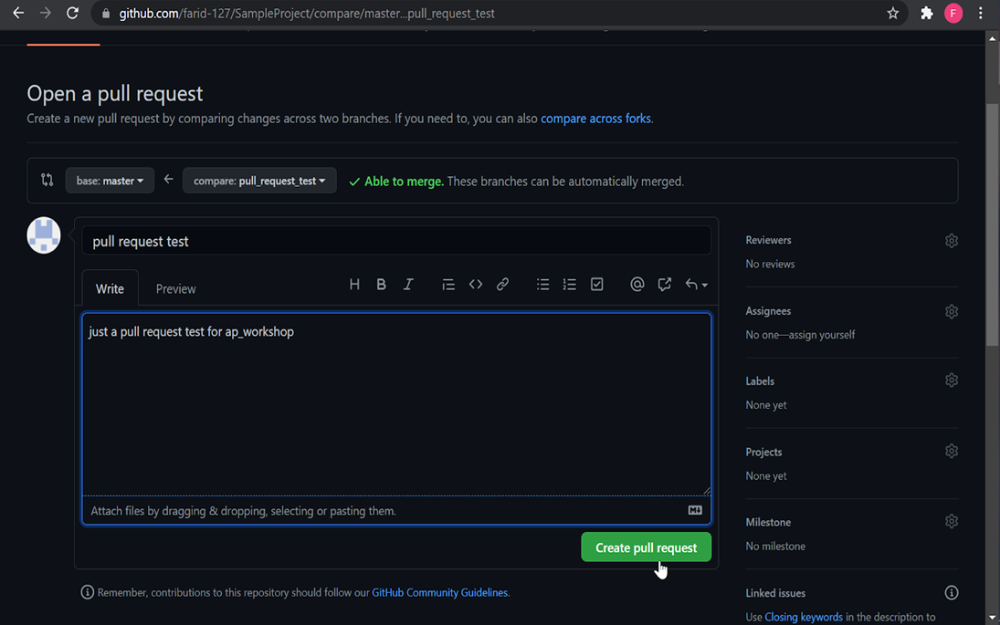 github.com/farid-127/SampleProject/compare/master...pull_request_test
F
Open a pull request
Create a new pull request by comparing changes across two branches. If you need to, you can also compare across forks.
base: master
compare: pull_request_test
Able to merge. These branches can be automatically merged.
pull request test
Write
Preview
H B I
just a pull request test for ap_workshop
Attach files by dragging & dropping, selecting or pasting them.
Create pull request
Remember, contributions to this repository should follow our GitHub Community Guidelines.
Reviewers
No reviews
Assignees
No one—assign yourself
Labels
None yet
Projects
None yet
Milestone
No milestone
Linked issues
Use Closing keywords in the description to